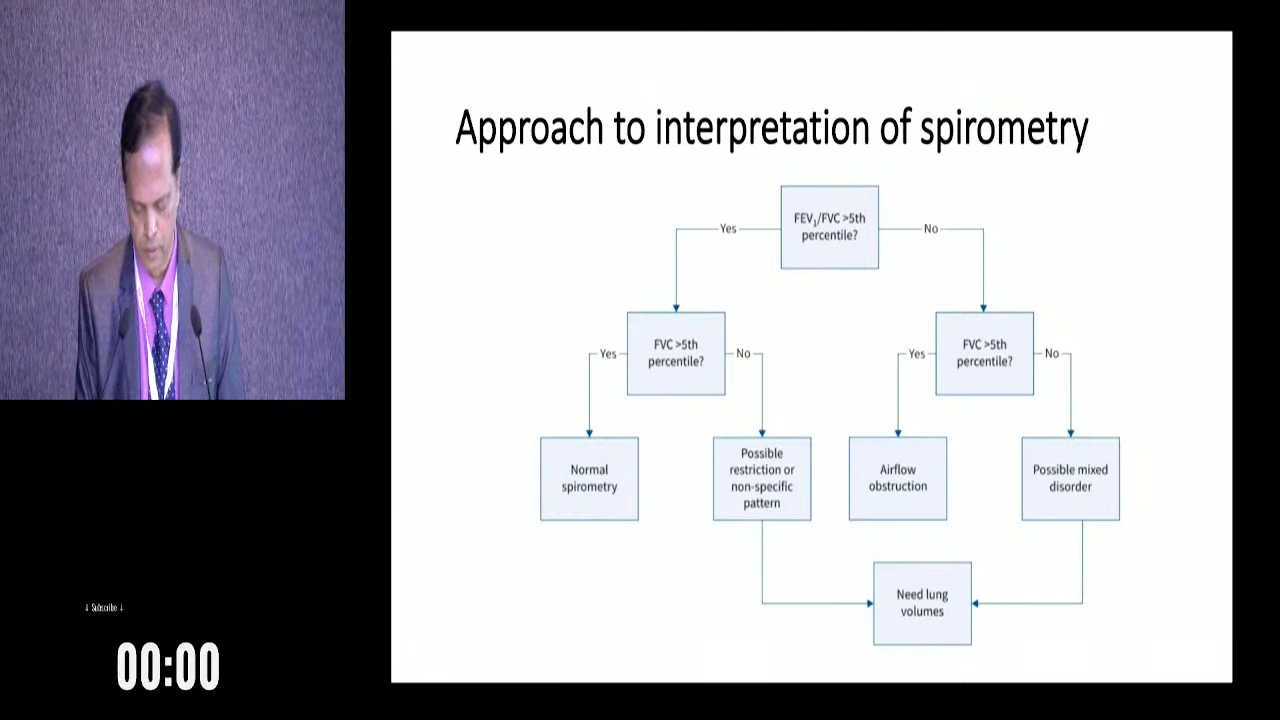 Approach to interpretation of spirometry
FEV1/FVC >5th
percentile?
Yes
No
FVC >5th
percentile?
FVC >5th
percentile?
Yes
No
Yes
No
Normal
spirometry
Possible
restriction or
non-specific
pattern
Airflow
obstruction
Possible mixed
disorder
Need lung
volumes
↓ Subscribe ↓
00:00